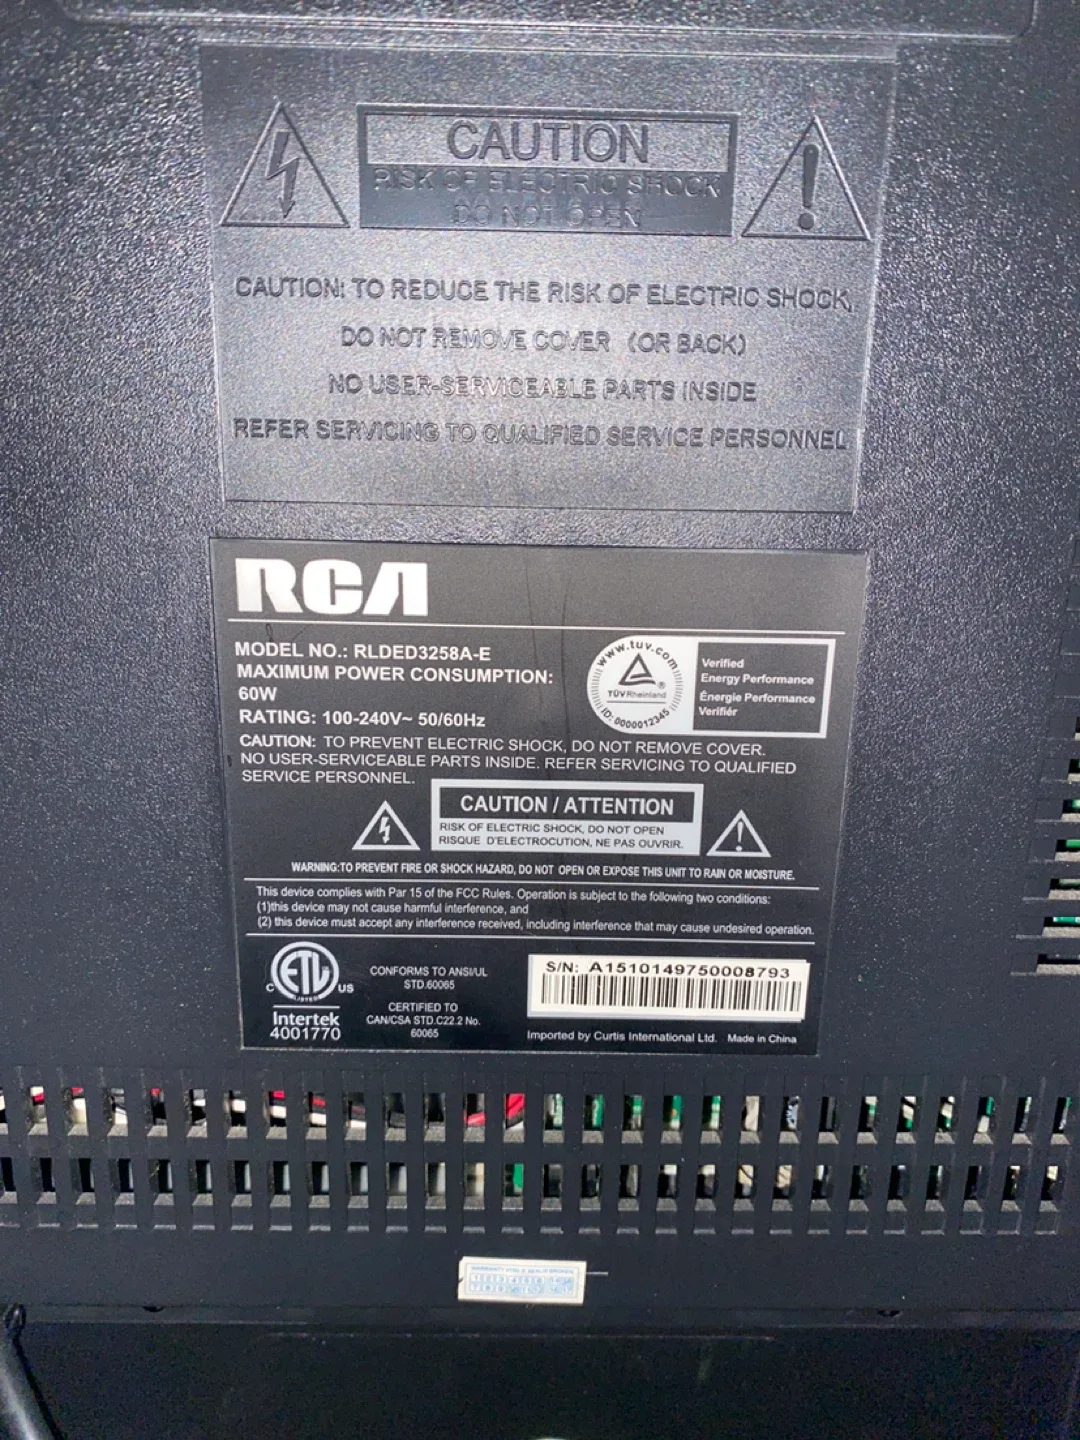 CAUTION
RISK OF ELECTRIC SHOCK
DO NOT OPEN
CAUTION: TO REDUCE THE RISK OF ELECTRIC SHOCK,
DO NOT REMOVE COVER (OR BACK)
NO USER-SERVICEABLE PARTS INSIDE
REFER SERVICING TO QUALIFIED SERVICE PERSONNEL
RCA
MODEL NO.: RLDED3258A-E
MAXIMUM POWER CONSUMPTION:
60W
RATING: 100-240V~ 50/60Hz
www.tuv.com
TÜVRheinland
®
ID: 0000012345
Verified
Energy Performance
Énergie Performance
Verifiér
CAUTION: TO PREVENT ELECTRIC SHOCK, DO NOT REMOVE COVER.
NO USER-SERVICEABLE PARTS INSIDE. REFER SERVICING TO QUALIFIED
SERVICE PERSONNEL.
CAUTION / ATTENTION
RISK OF ELECTRIC SHOCK, DO NOT OPEN
RISQUE D'ELECTROCUTION, NE PAS OUVRIR.
WARNING:TO PREVENT FIRE OR SHOCK HAZARD, DO NOT OPEN OR EXPOSE THIS UNIT TO RAIN OR MOISTURE.
This device complies with Par 15 of the FCC Rules. Operation is subject to the following two conditions:
(1)this device may not cause harmful interference, and
(2) this device must accept any interference received, including interference that may cause undesired operation.
ETL
LISTED
C US
Intertek
4001770
CONFORMS TO ANSI/UL
STD.60065
CERTIFIED TO
CAN/CSA STD.C22.2 No.
60065
S/N: A1510149750008793
Imported by Curtis International Ltd. Made in China
WARRANTY VOID IF SEAL IS BROKEN